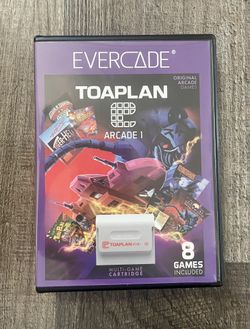 EVERCADE
ORIGINAL
ARCADE
GAMES
TOAPLAN
ARCADE 1
TOAPLAN
8
GAMES
INCLUDED
MULTI-GAME
CARTRIDGE